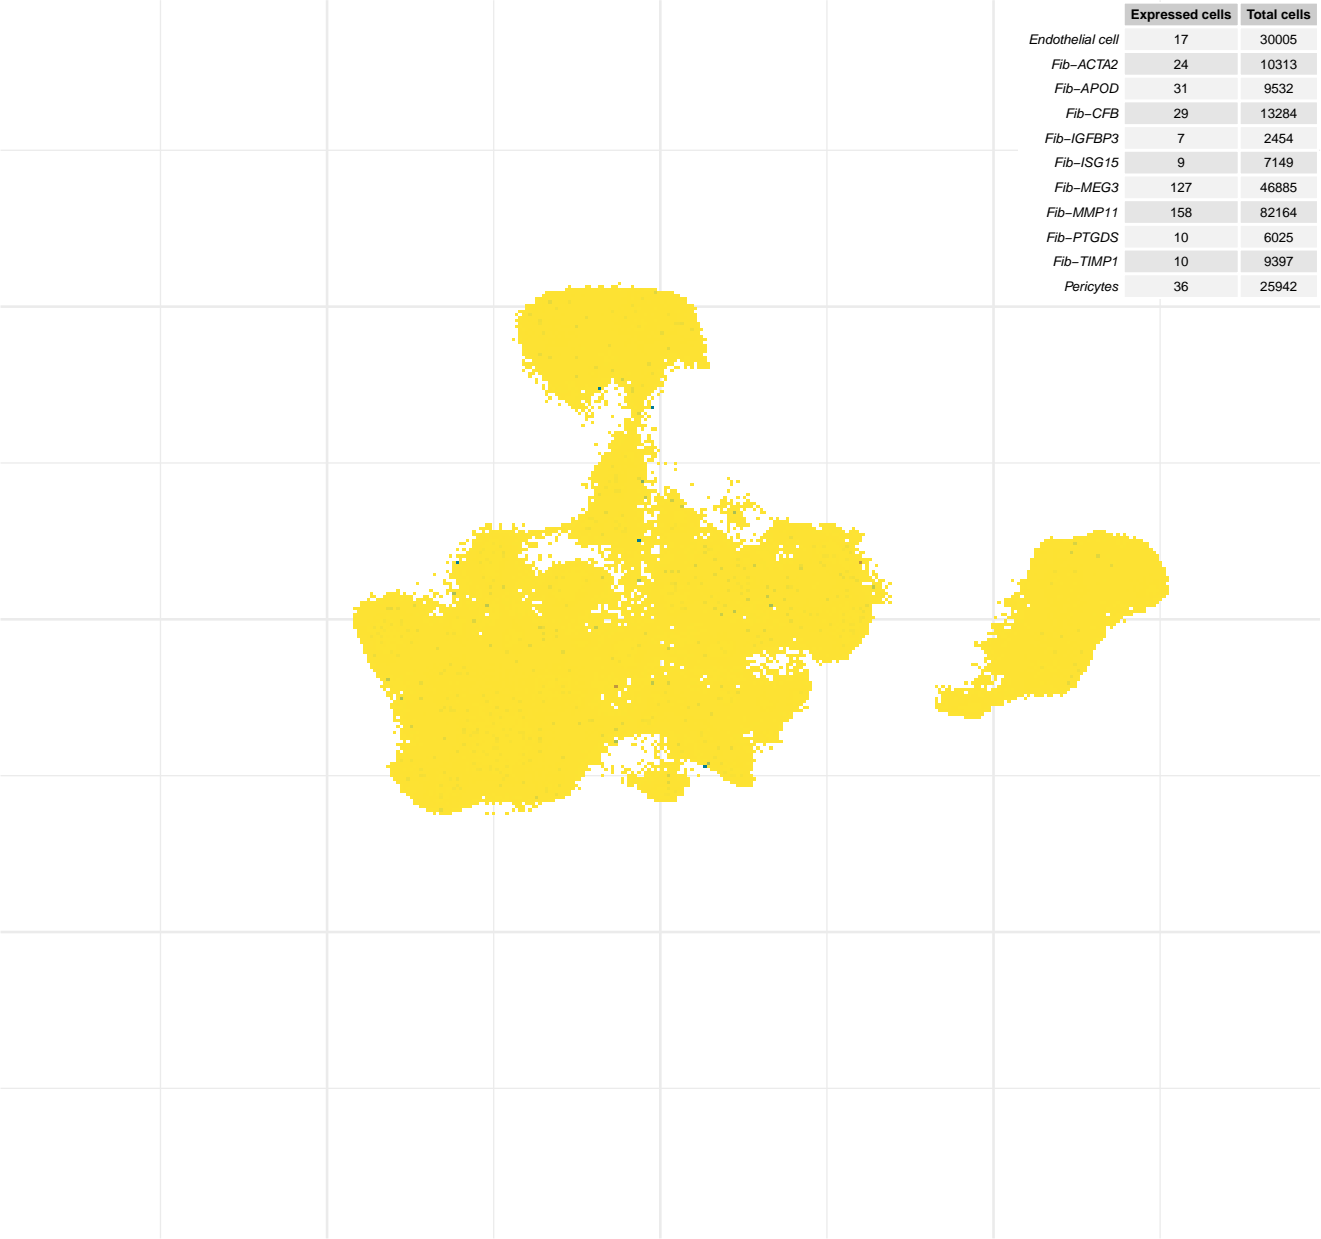 Expressed cells Total cells
Endothelial cell 17 30005
Fib−ACTA2 24 10313
Fib−APOD 31 9532
Fib−CFB 29 13284
Fib−IGFBP3 7 2454
Fib−ISG15 9 7149
Fib−MEG3 127 46885
Fib−MMP11 158 82164
Fib−PTGDS 10 6025
Fib−TIMP1 10 9397
Pericytes 36 25942